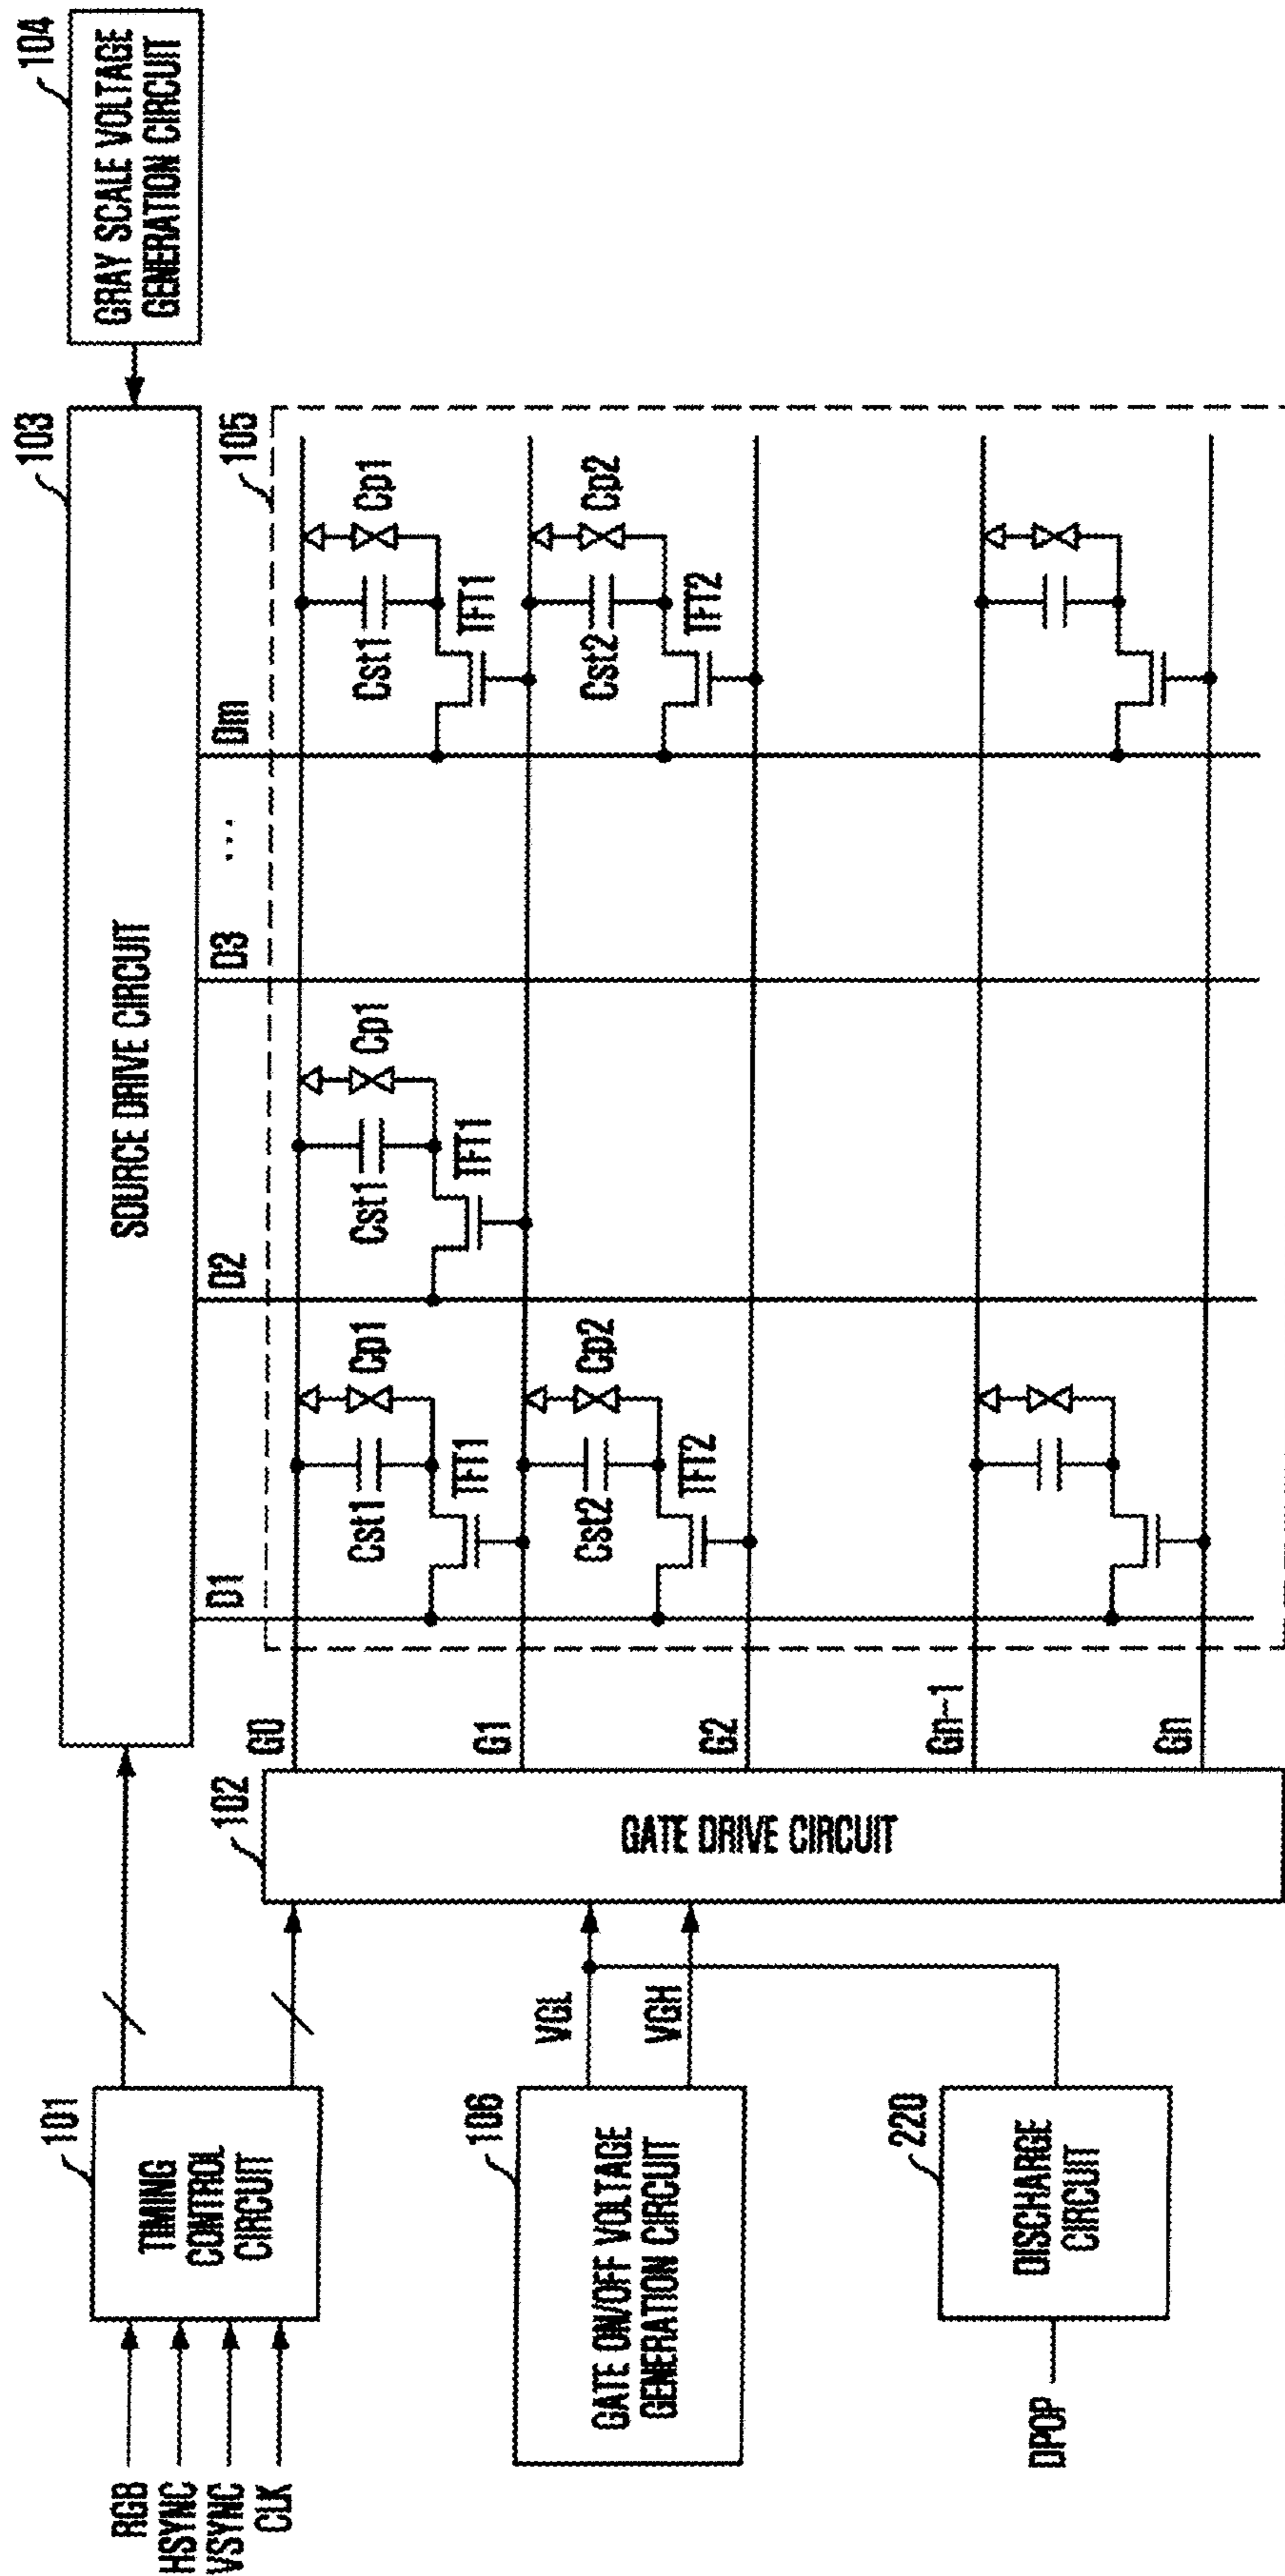 104
GRAY SCALE VOLTAGE
GENERATION CIRCUIT
103
SOURCE DRIVE CIRCUIT
101
TIMING
CONTROL
CIRCUIT
RGB
HSYNC
VSYNC
CLK
102
GATE DRIVE CIRCUIT
105
D1
D2
D3
...
Dm
G0
Cst1
Cp1
TFT1
Cst1
Cp1
TFT1
Cst1
Cp1
TFT1
G1
Cst2
Cp2
TFT2
Cst2
Cp2
TFT2
G2
Gn-1
Gn
106
GATE ON/OFF VOLTAGE
GENERATION CIRCUIT
VGL
VGH
220
DISCHARGE
CIRCUIT
DPOP